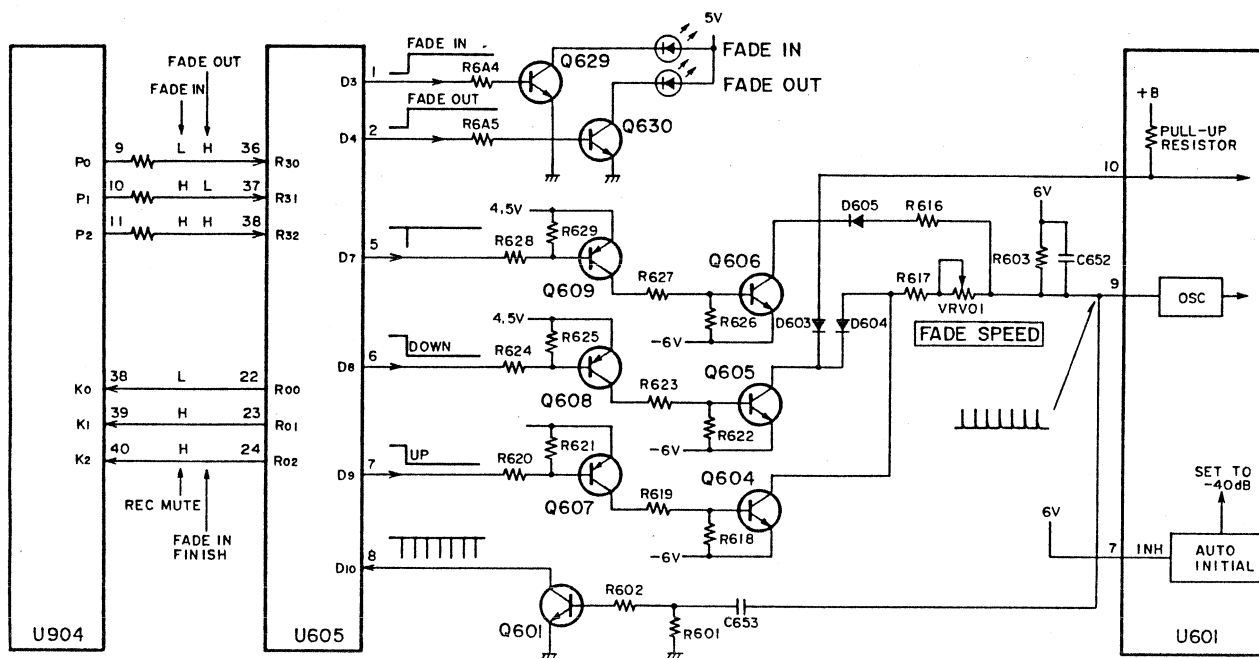 FADE IN
FADE OUT
FADE IN
FADE OUT
P0 9 L H 36 R30
P1 10 H L 37 R31
P2 11 H H 38 R32
K0 38 L 22 R00
K1 39 H 23 R01
K2 40 H 24 R02
REC MUTE
FADE IN
FINISH
U904
U605
D3 1 R6A4 Q629
D4 2 R6A5 Q630
5V
FADE IN
FADE OUT
FADE OUT
FADE IN
D7 5 R628 4.5V R629 Q609 R627 R626 -6V Q606
D605 R616
D8 6 DOWN R624 4.5V R625 Q608 R623 R622 -6V Q605
D603 D604
R617 VRV01
FADE SPEED
6V
R603 C652
D9 7 UP R620 R621 Q607 R619 R618 -6V Q604
D10 8 Q601 R602 R601 C653
+B
PULL-UP
RESISTOR
10
9 OSC
SET TO
-40dB
6V
7 INH
AUTO
INITIAL
U601